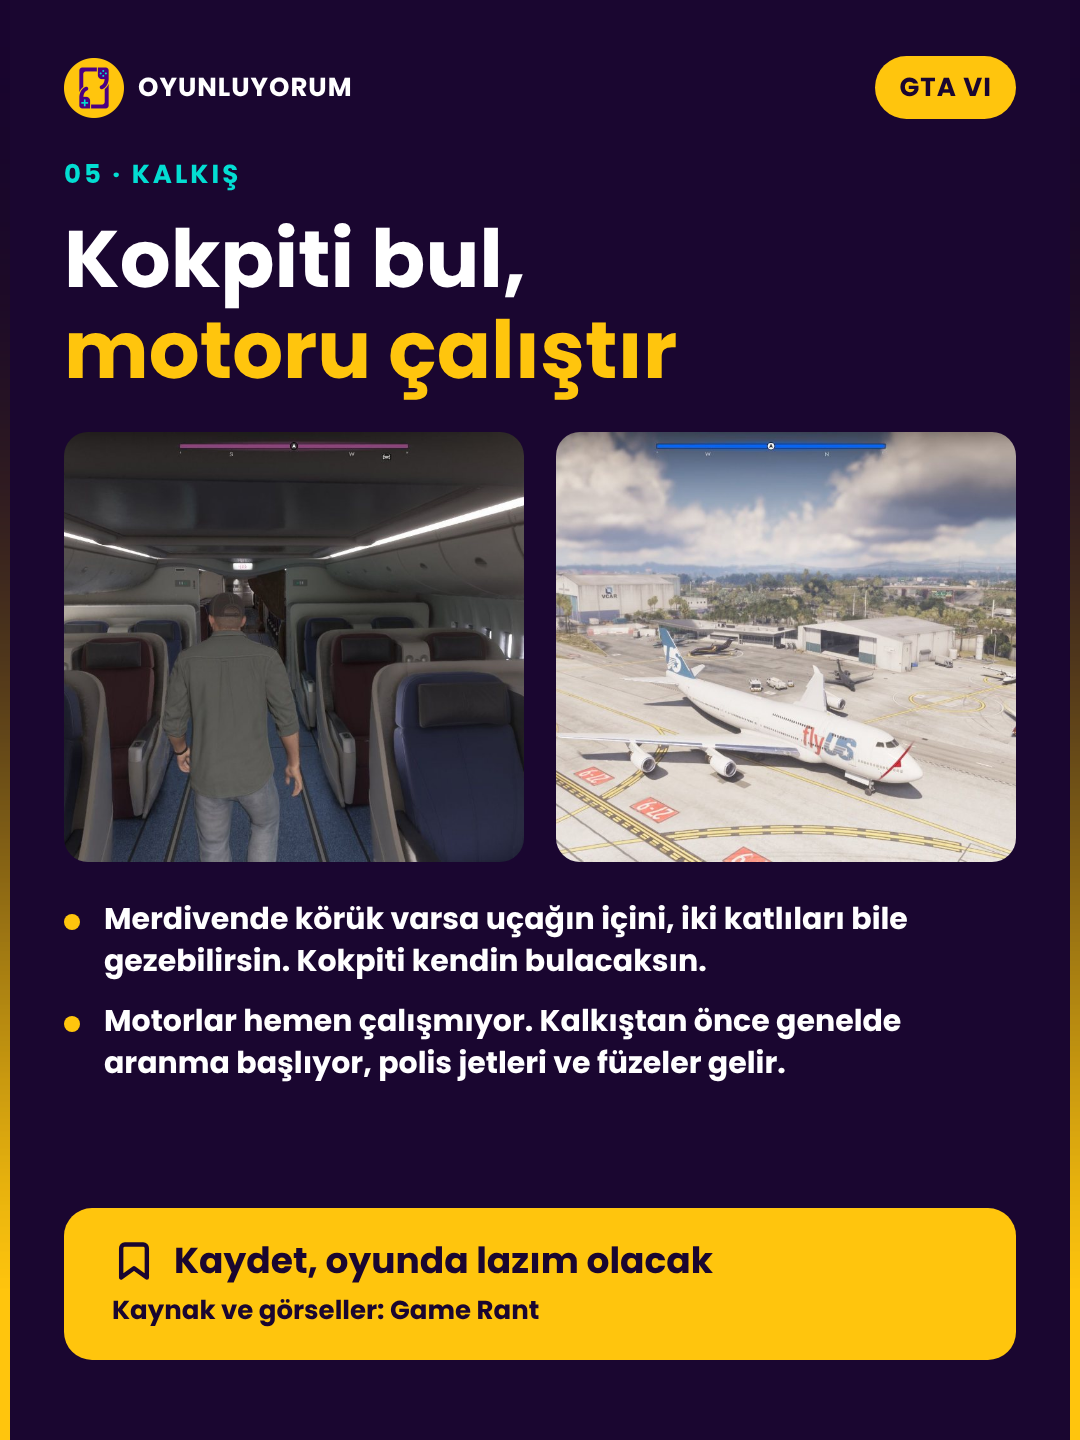 OYUNLUYORUM
GTA VI
05 · KALKIŞ
Kokpiti bul,
motoru çalıştır
S
W
W
N
VCAB
flyUS
Merdivende körük varsa uçağın içini, iki katlıları bile
gezebilirsin. Kokpiti kendin bulacaksın.
Motorlar hemen çalışmıyor. Kalkıştan önce genelde
aranma başlıyor, polis jetleri ve füzeler gelir.
Kaydet, oyunda lazım olacak
Kaynak ve görseller: Game Rant